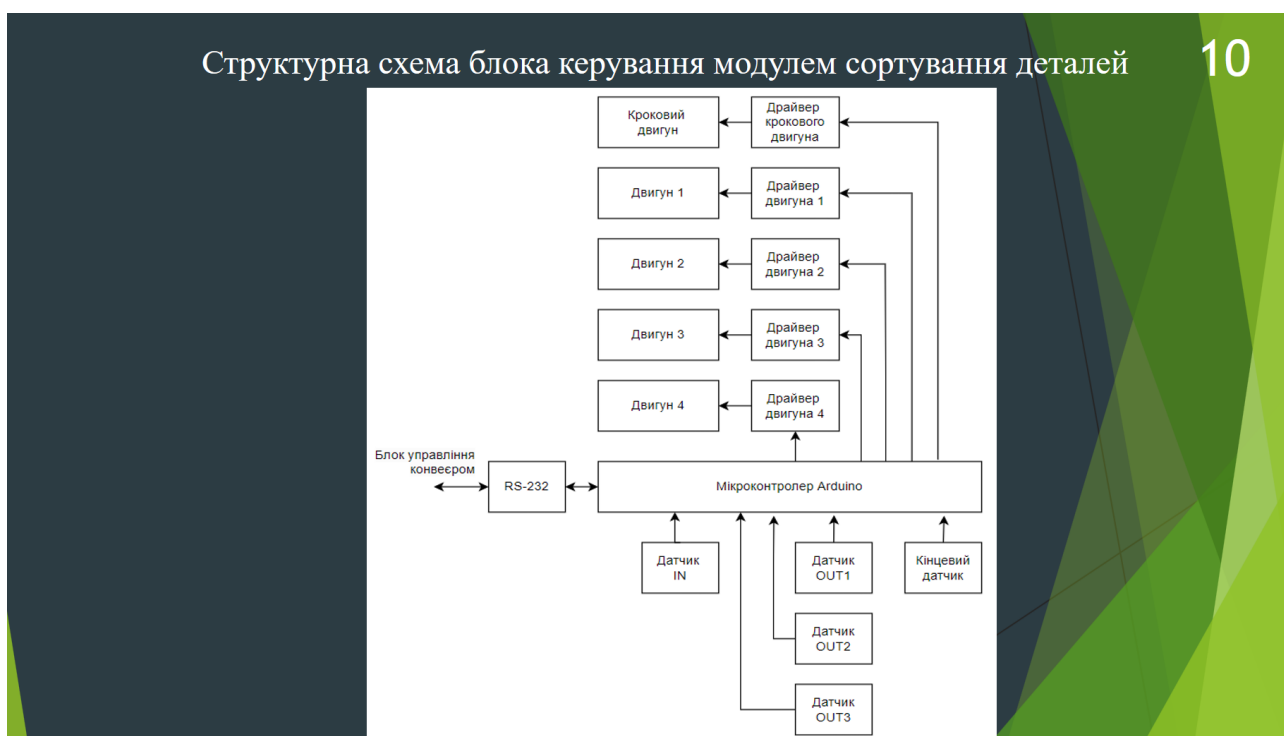 Структурна схема блока керування модулем сортування деталей
10
Кроковий
двигун
Драйвер
крокового
двигуна
Двигун 1
Драйвер
двигуна 1
Двигун 2
Драйвер
двигуна 2
Двигун 3
Драйвер
двигуна 3
Двигун 4
Драйвер
двигуна 4
Блок управління
конвеєром
RS-232
Мікроконтролер Arduino
Датчик
IN
Датчик
OUT1
Кінцевий
датчик
Датчик
OUT2
Датчик
OUT3